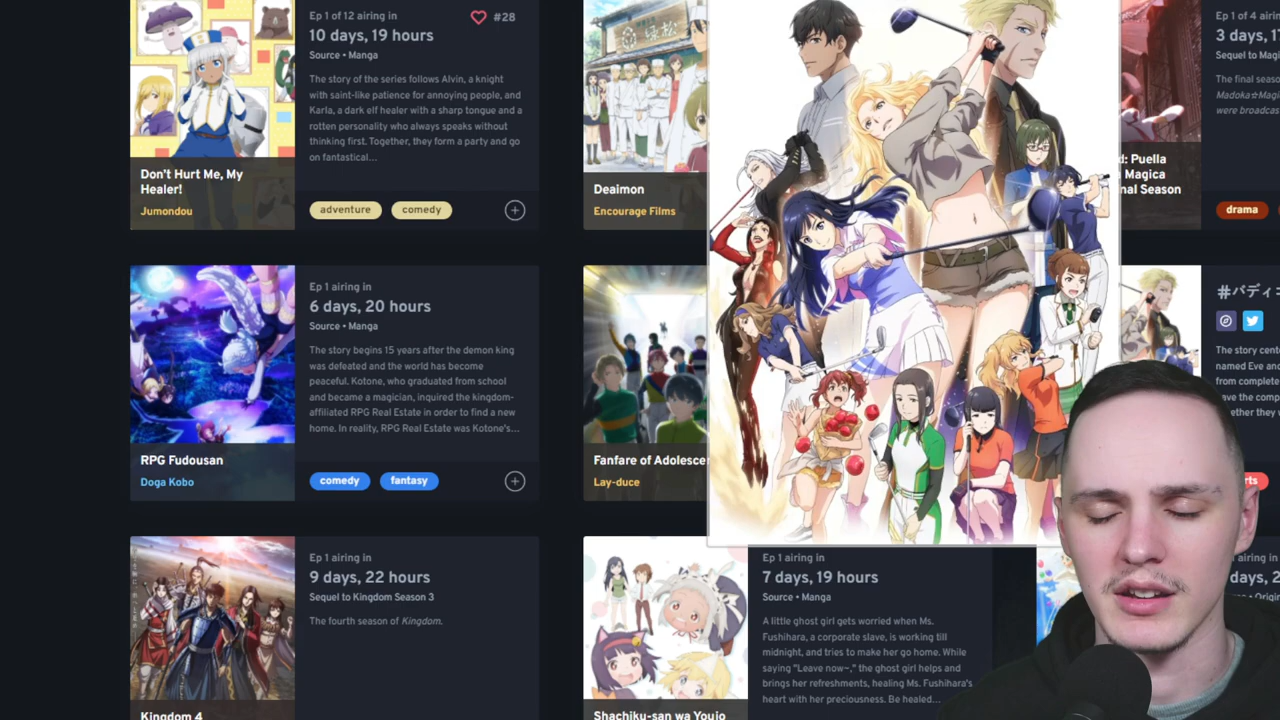 Ep 1 of 12 airing in
#28
10 days, 19 hours
Source • Manga
The story of the series follows Alvin, a knight
with saint-like patience for annoying people, and
Karla, a dark elf healer with a sharp tongue and a
rotten personality who always speaks without
thinking first. Together, they form a party and go
on fantastical...
Don't Hurt Me, My
Healer!
Jumondou
adventure
comedy
Deaimon
Encourage Films
Ep 1 of 4 airing
3 days, 1
Sequel to Magi
The final seaso
Madoka☆Magic
were broadcas
d: Puella
Magica
nal Season
drama
Ep 1 airing in
6 days, 20 hours
Source • Manga
The story begins 15 years after the demon king
was defeated and the world has become
peaceful. Kotone, who graduated from school
and became a magician, inquired the kingdom-
affiliated RPG Real Estate in order to find a new
home. In reality, RPG Real Estate was Kotone's...
RPG Fudousan
Doga Kobo
comedy
fantasy
Fanfare of Adolesce
Lay-duce
#バディゴ
The story cente
named Eve and
from complete
ave the comp
ether they
rts
Ep 1 airing in
9 days, 22 hours
Sequel to Kingdom Season 3
The fourth season of Kingdom.
Kingdom 4
Ep 1 airing in
7 days, 19 hours
Source • Manga
A little ghost girl gets worried when Ms.
Fushihara, a corporate slave, is working till
midnight, and tries to make her go home. While
saying "Leave now~," the ghost girl helps and
brings her refreshments, healing Ms. Fushihara's
heart with her preciousness. Be healed...
Shachiku-san wa Youjo
airing in
days, 2
• Origin